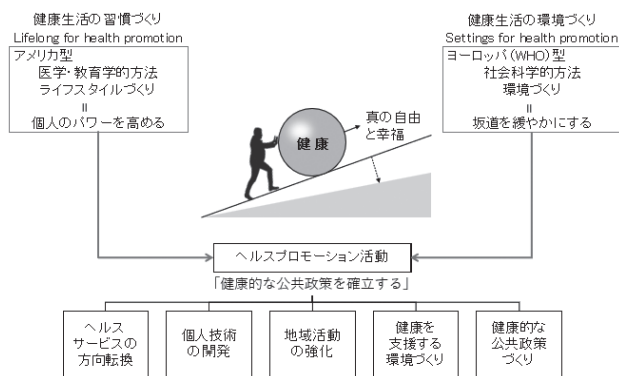 健康生活の習慣づくり
Lifelong for health promotion
アメリカ型
医学・教育学的方法
ライフスタイルづくり
＝
個人のパワーを高める
健康生活の環境づくり
Settings for health promotion
ヨーロッパ(WHO)型
社会科学的方法
環境づくり
＝
坂道を緩やかにする
健康
真の自由
と幸福
ヘルスプロモーション活動
「健康的な公共政策を確立する」
ヘルス
サービスの
方向転換
個人技術
の開発
地域活動
の強化
健康を
支援する
環境づくり
健康的な
公共政策
づくり